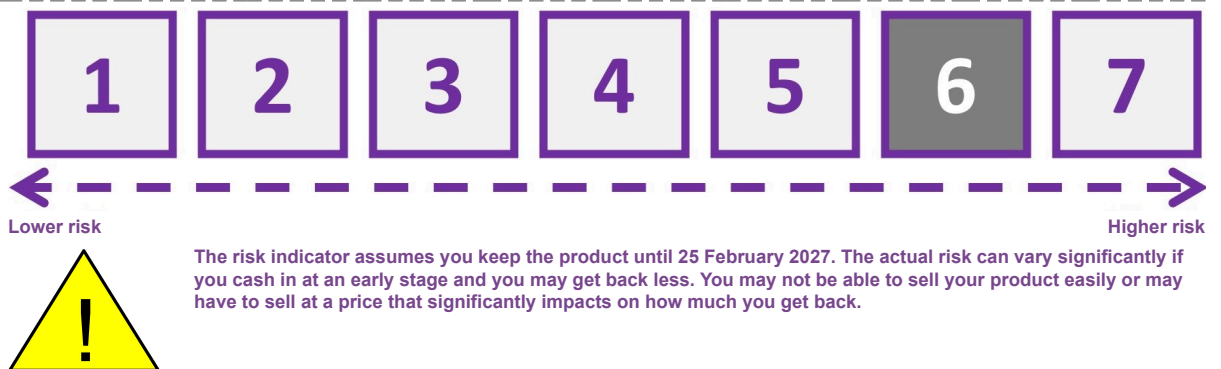 1 2 3 4 5 6 7
Lower risk Higher risk
The risk indicator assumes you keep the product until 25 February 2027. The actual risk can vary significantly if
you cash in at an early stage and you may get back less. You may not be able to sell your product easily or may
have to sell at a price that significantly impacts on how much you get back.
!